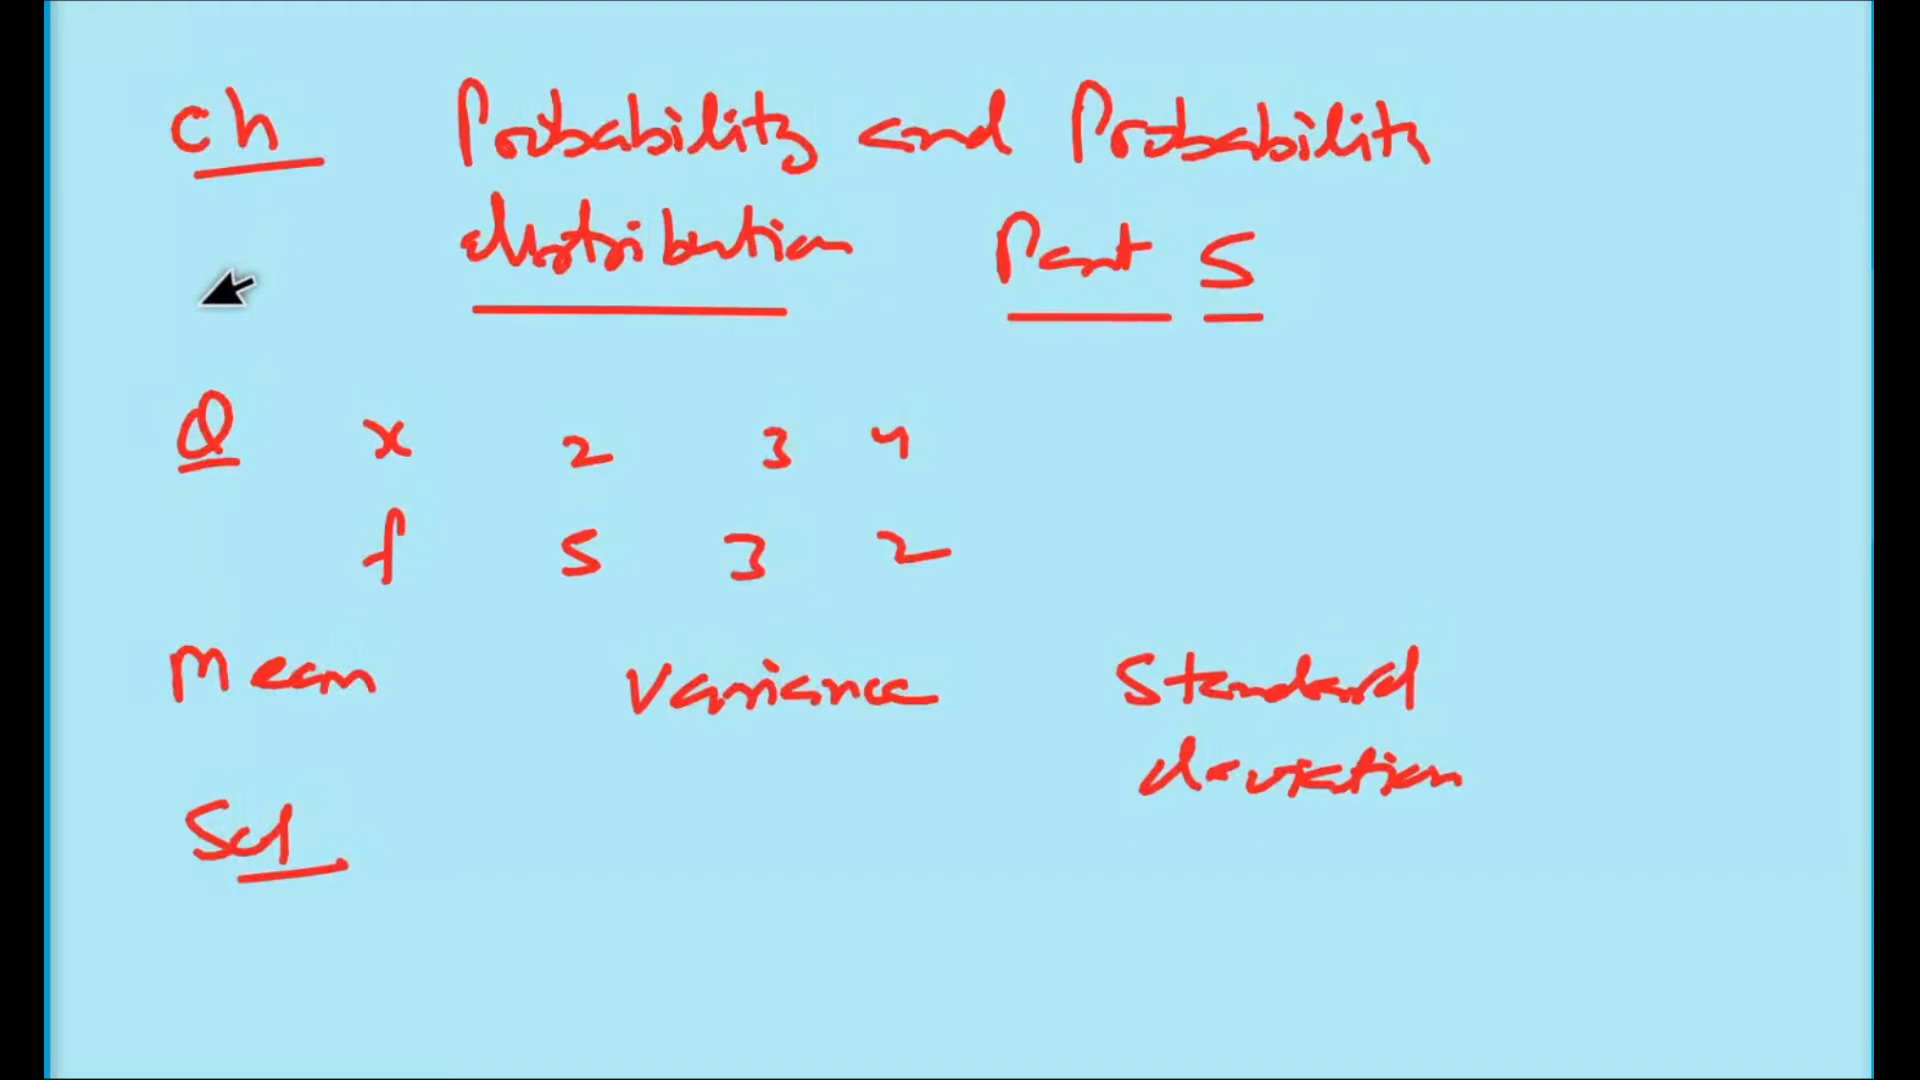 Ch Probability and Probability
distribution Part 5
Q x 2 3 4
f 5 3 2
Mean Variance Standard
deviation
Sol